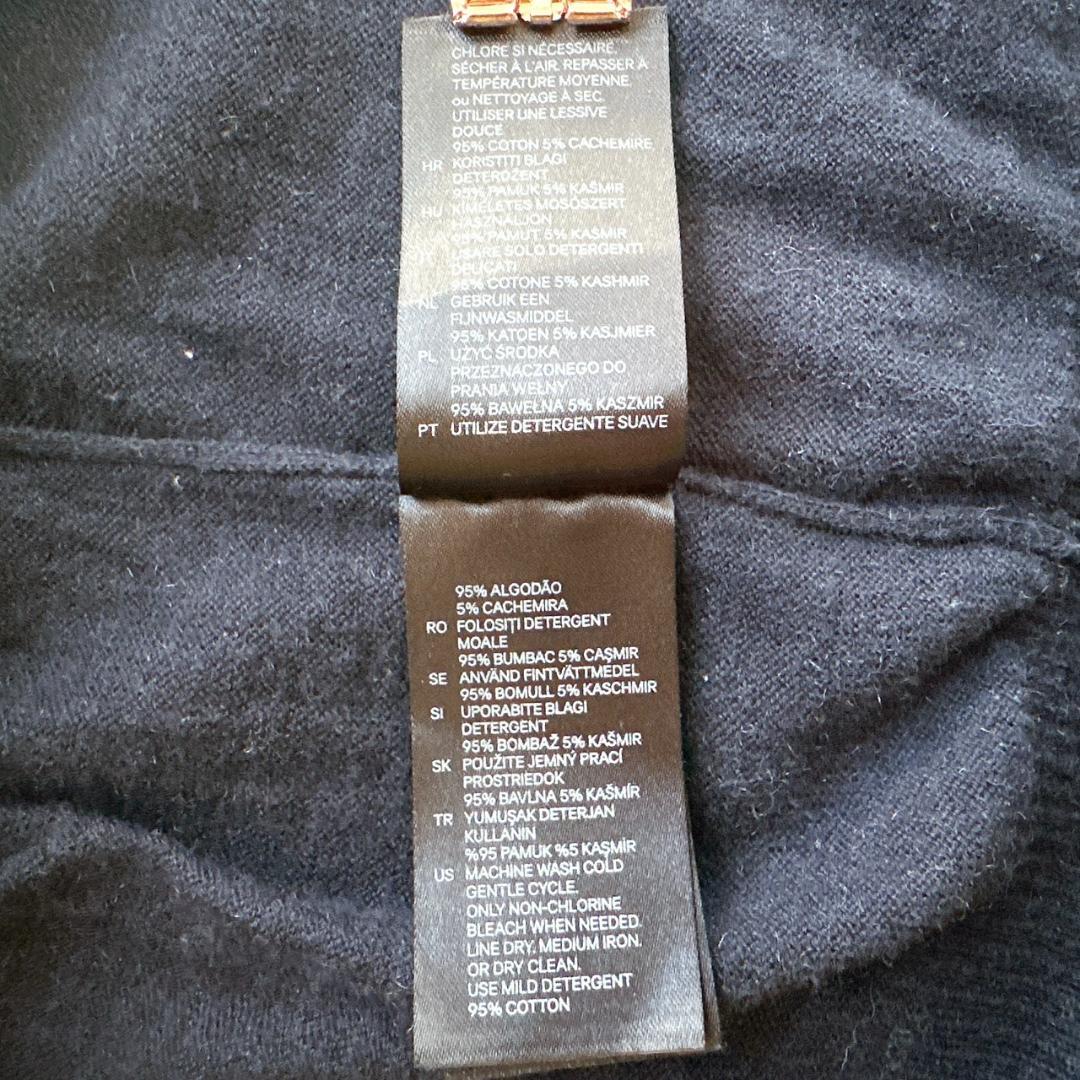 CHLORE SI NÉCESSAIRE.
SÉCHER À L'AIR. REPASSER À
TEMPÉRATURE MOYENNE.
ou NETTOYAGE À SEC.
UTILISER UNE LESSIVE
DOUCE
95% COTON 5% CACHEMIRE
HR KORISTITI BLAGI
DETERDŽENT
95% PAMUK 5% KAŠMIR
HU KÍMÉLETES MOSÓSZERT
HASZNÁLJON
95% PAMUT 5% KASMÍR
USARE SOLO DETERGENTI
DELICATI
95% COTONE 5% KASHMIR
NL GEBRUIK EEN
FIJNWASMIDDEL
95% KATOEN 5% KASJMIER
PL UŻYĆ ŚRODKA
PRZEZNACZONEGO DO
PRANIA WEŁNY
95% BAWEŁNA 5% KASZMIR
PT UTILIZE DETERGENTE SUAVE
95% ALGODÃO
5% CACHEMIRA
RO FOLOSIȚI DETERGENT
MOALE
95% BUMBAC 5% CAȘMIR
SE ANVÄND FINTVÄTTMEDEL
95% BOMULL 5% KASCHMIR
SI UPORABITE BLAGI
DETERGENT
95% BOMBAŽ 5% KAŠMIR
SK POUŽITE JEMNÝ PRACÍ
PROSTRIEDOK
95% BAVLNA 5% KAŠMÍR
TR YUMUŞAK DETERJAN
KULLANIN
%95 PAMUK %5 KAŞMİR
US MACHINE WASH COLD
GENTLE CYCLE.
ONLY NON-CHLORINE
BLEACH WHEN NEEDED.
LINE DRY. MEDIUM IRON.
OR DRY CLEAN.
USE MILD DETERGENT
95% COTTON